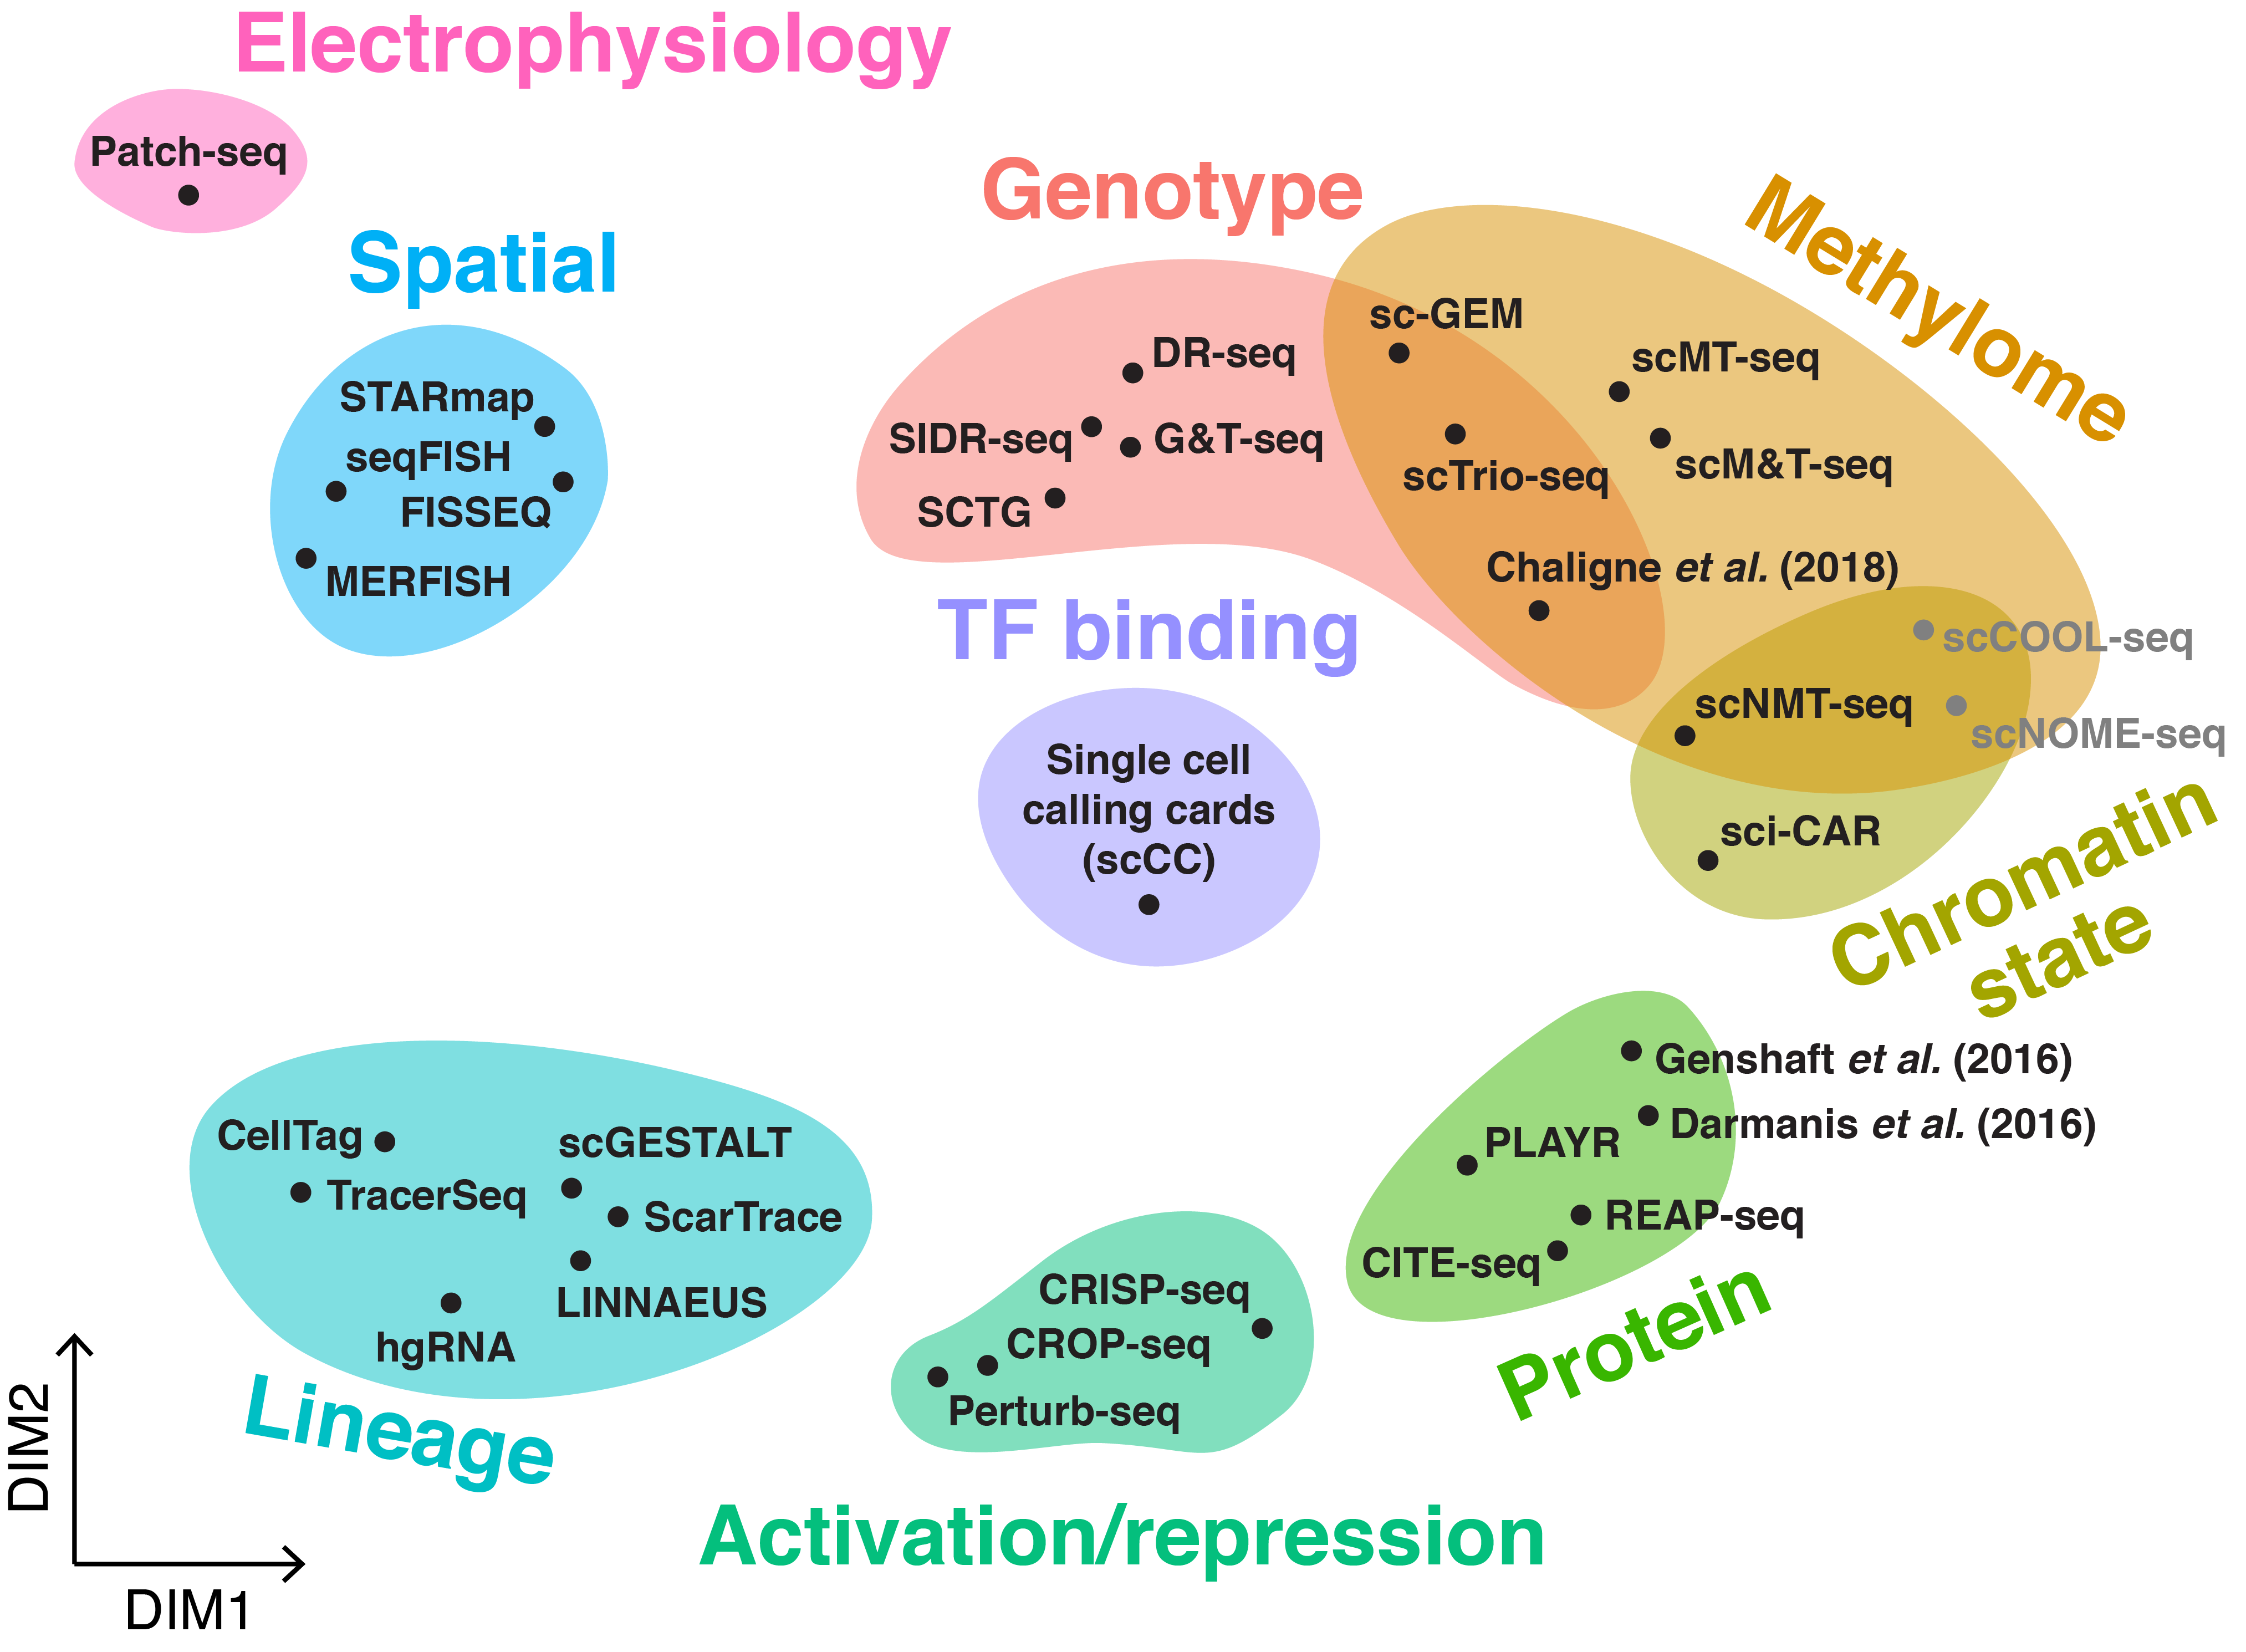 Electrophysiology
Patch-seq
Spatial
STARmap
seqFISH
FISSEQ
MERFISH
Genotype
DR-seq
SIDR-seq
G&T-seq
SCTG
Methylome
sc-GEM
scMT-seq
scTrio-seq
scM&T-seq
Chaligne et al. (2018)
scCOOL-seq
scNMT-seq
scNOME-seq
sci-CAR
Chromatin
state
TF binding
Single cell
calling cards
(scCC)
Genshaft et al. (2016)
Darmanis et al. (2016)
PLAYR
REAP-seq
CITE-seq
Protein
CellTag
scGESTALT
TracerSeq
ScarTrace
LINNAEUS
hgRNA
Lineage
CRISP-seq
CROP-seq
Perturb-seq
Activation/repression
DIM2
DIM1